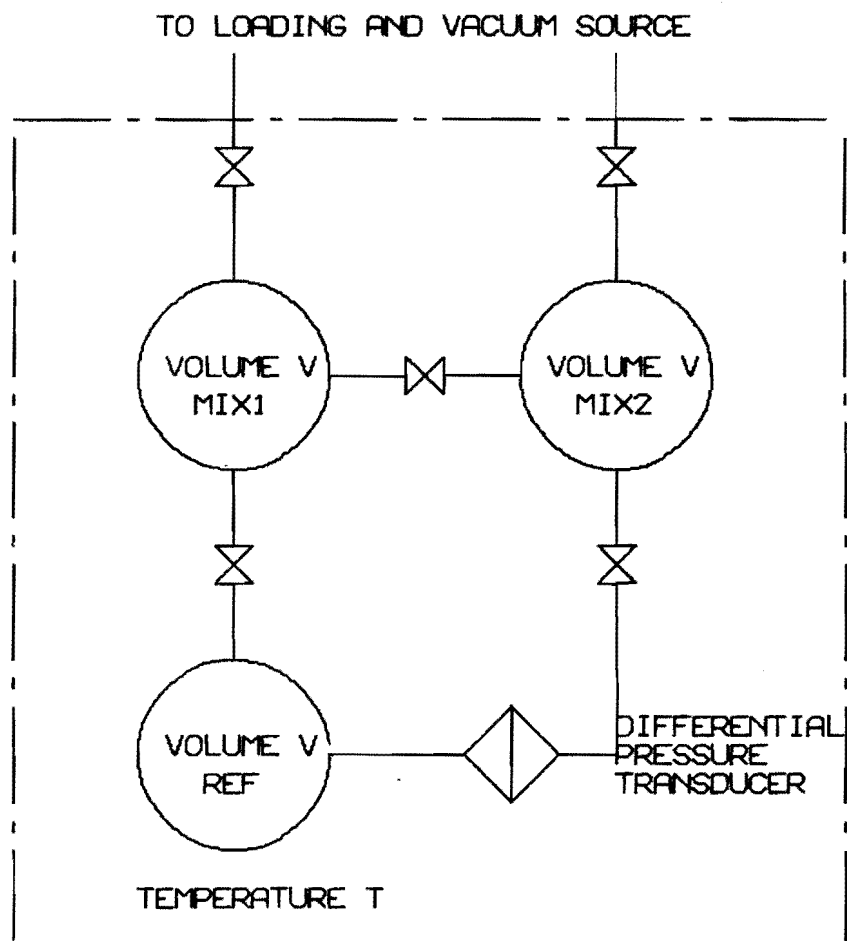 TO LOADING AND VACUUM SOURCE
VOLUME V
MIX1
VOLUME V
MIX2
VOLUME V
REF
DIFFERENTIAL
PRESSURE
TRANSDUCER
TEMPERATURE T